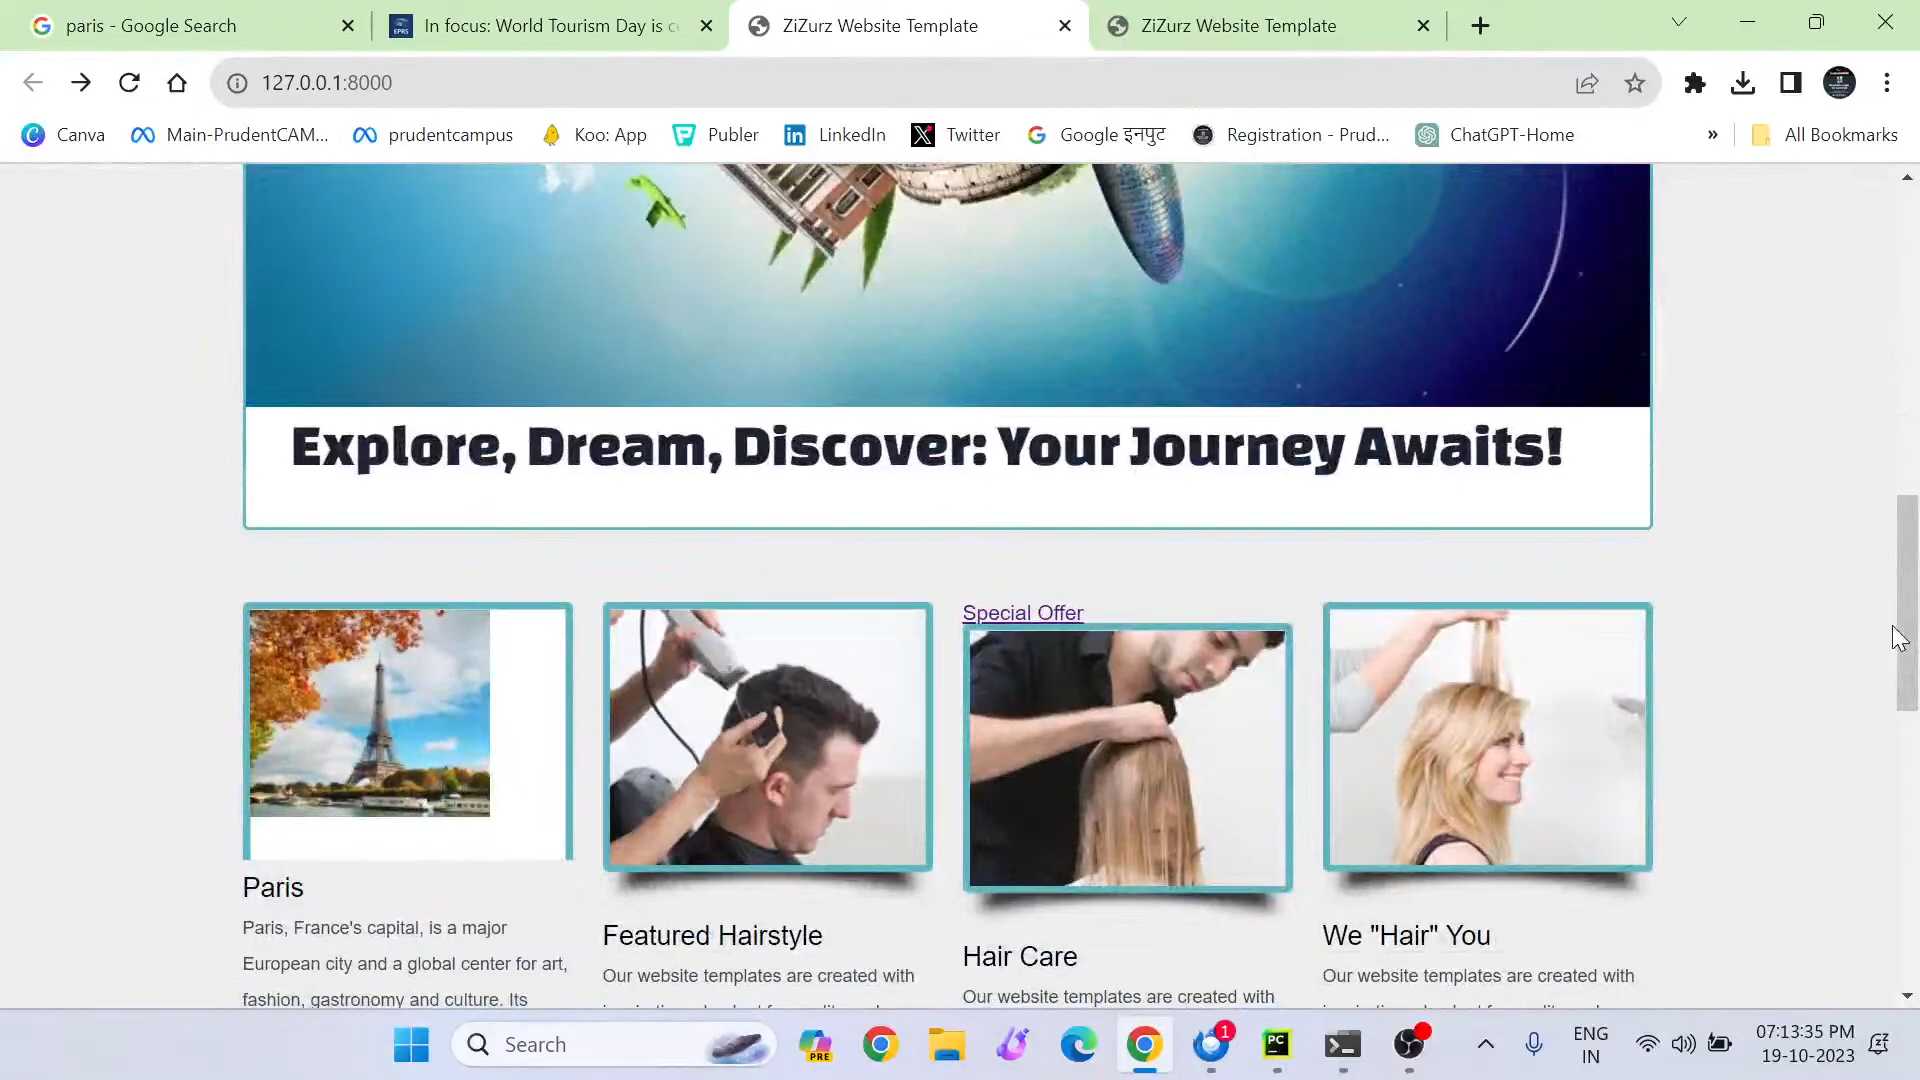 paris - Google Search
In focus: World Tourism Day is c
ZiZurz Website Template
ZiZurz Website Template
127.0.0.1:8000
Canva
Main-PrudentCAM...
prudentcampus
Koo: App
Publer
LinkedIn
Twitter
Google इनपुट
Registration - Prud...
ChatGPT-Home
»
All Bookmarks
Explore, Dream, Discover: Your Journey Awaits!
Special Offer
Paris
Paris, France's capital, is a major
European city and a global center for art,
fashion, gastronomy and culture. Its
Featured Hairstyle
Our website templates are created with
Hair Care
Our website templates are created with
We "Hair" You
Our website templates are created with
Search
PRE
1
PC
ENG
IN
07:13:35 PM
19-10-2023